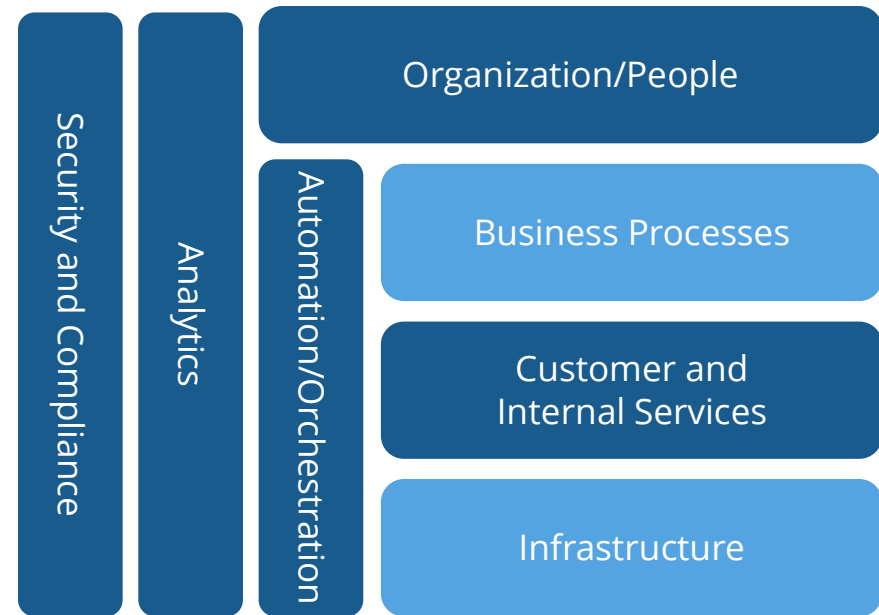 Security and Compliance
Analytics
Organization/People
Automation/Orchestration
Business Processes
Customer and
Internal Services
Infrastructure